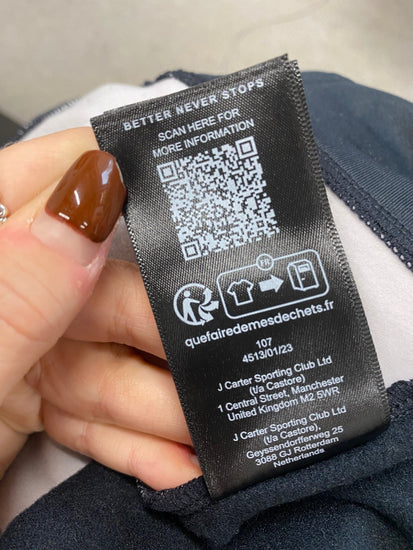 BETTER NEVER STOPS
SCAN HERE FOR
MORE INFORMATION
FR
quefairedemesdechets.fr
107
4513/01/23
J Carter Sporting Club Ltd
(t/a Castore)
1 Central Street, Manchester
United Kingdom M2 5WR
J Carter Sporting Club Ltd
(t/a Castore),
Geyssendorfferweg 25
3088 GJ Rotterdam
Netherlands